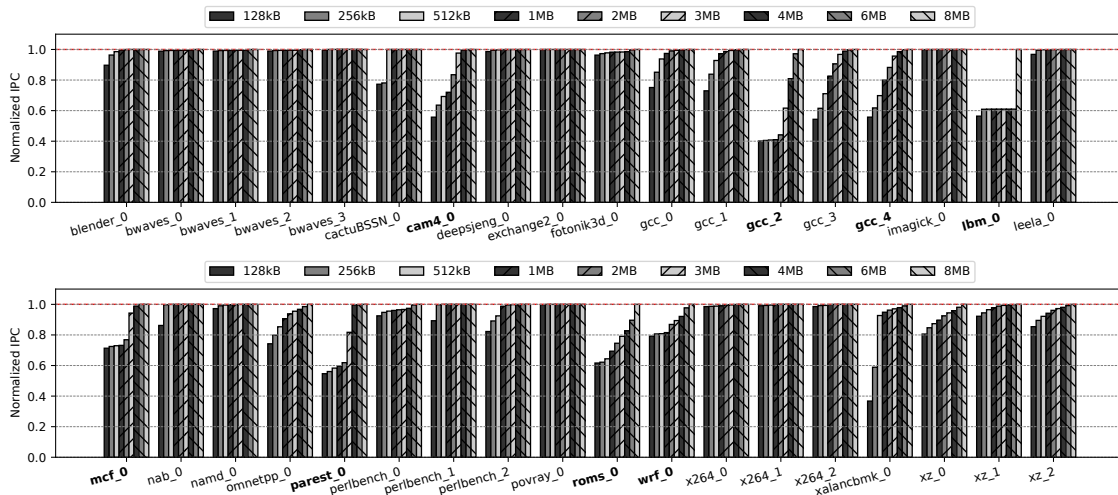 128kB 256kB 512kB 1MB 2MB 3MB 4MB 6MB 8MB
Normalized IPC
1.0
0.8
0.6
0.4
0.2
0.0
blender_0 bwaves_0 bwaves_1 bwaves_2 bwaves_3 cactuBSSN_0 cam4_0 deepsjeng_0 exchange2_0 fotonik3d_0 gcc_0 gcc_1 gcc_2 gcc_3 gcc_4 imagick_0 lbm_0 leela_0
128kB 256kB 512kB 1MB 2MB 3MB 4MB 6MB 8MB
Normalized IPC
1.0
0.8
0.6
0.4
0.2
0.0
mcf_0 nab_0 namd_0 omnetpp_0 parest_0 perlbench_0 perlbench_1 perlbench_2 povray_0 roms_0 wrf_0 x264_0 x264_1 x264_2 xalancbmk_0 xz_0 xz_1 xz_2